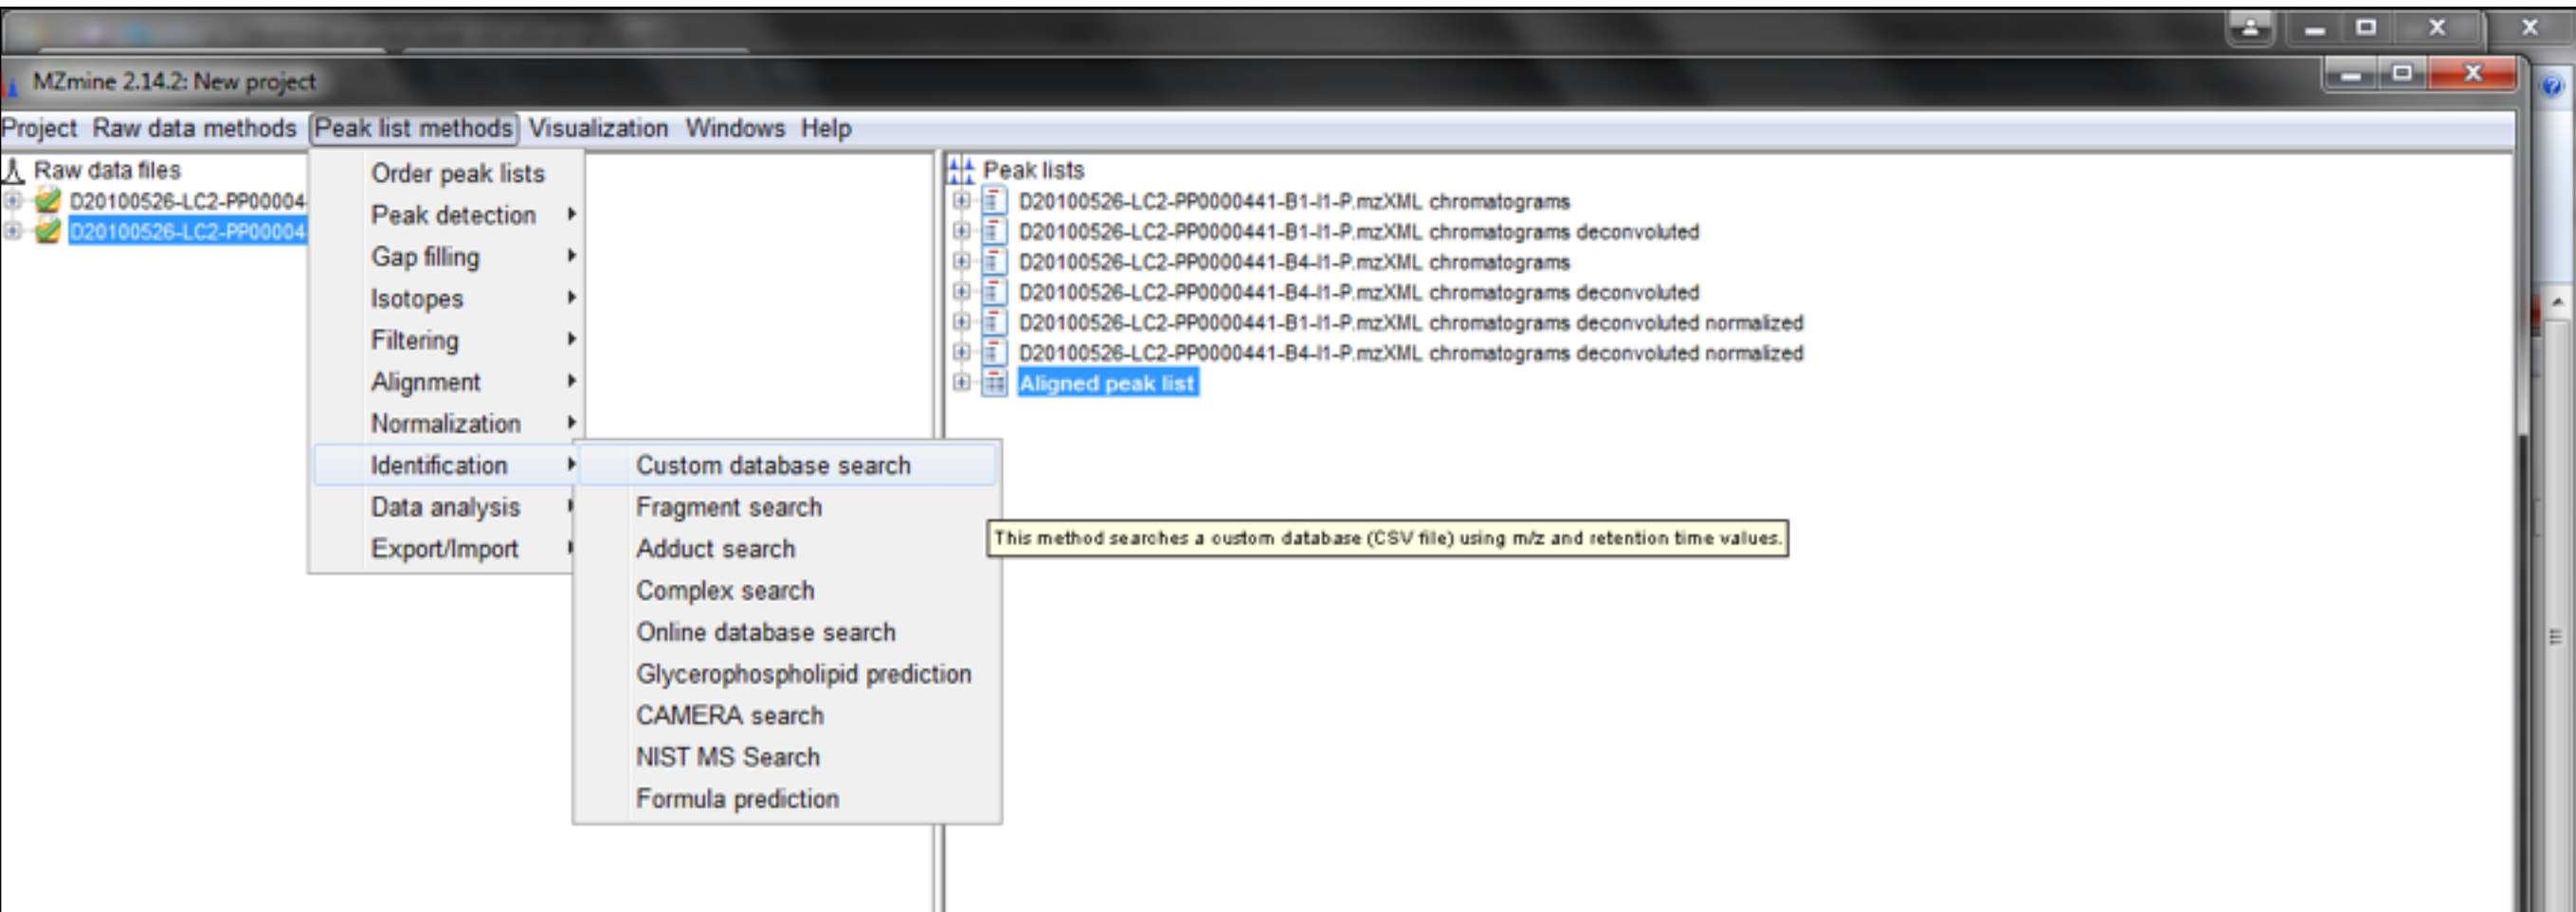 MZmine 2.14.2: New project
Project Raw data methods Peak list methods Visualization Windows Help
Raw data files
D20100526-LC2-PP00004
D20100526-LC2-PP00004
Order peak lists
Peak detection
Gap filling
Isotopes
Filtering
Alignment
Normalization
Identification
Data analysis
Export/Import
Custom database search
Fragment search
Adduct search
Complex search
Online database search
Glycerophospholipid prediction
CAMERA search
NIST MS Search
Formula prediction
This method searches a custom database (CSV file) using m/z and retention time values.
Peak lists
D20100526-LC2-PP0000441-B1-I1-P.mzXML chromatograms
D20100526-LC2-PP0000441-B1-I1-P.mzXML chromatograms deconvoluted
D20100526-LC2-PP0000441-B4-I1-P.mzXML chromatograms
D20100526-LC2-PP0000441-B4-I1-P.mzXML chromatograms deconvoluted
D20100526-LC2-PP0000441-B1-I1-P.mzXML chromatograms deconvoluted normalized
D20100526-LC2-PP0000441-B4-I1-P.mzXML chromatograms deconvoluted normalized
Aligned peak list